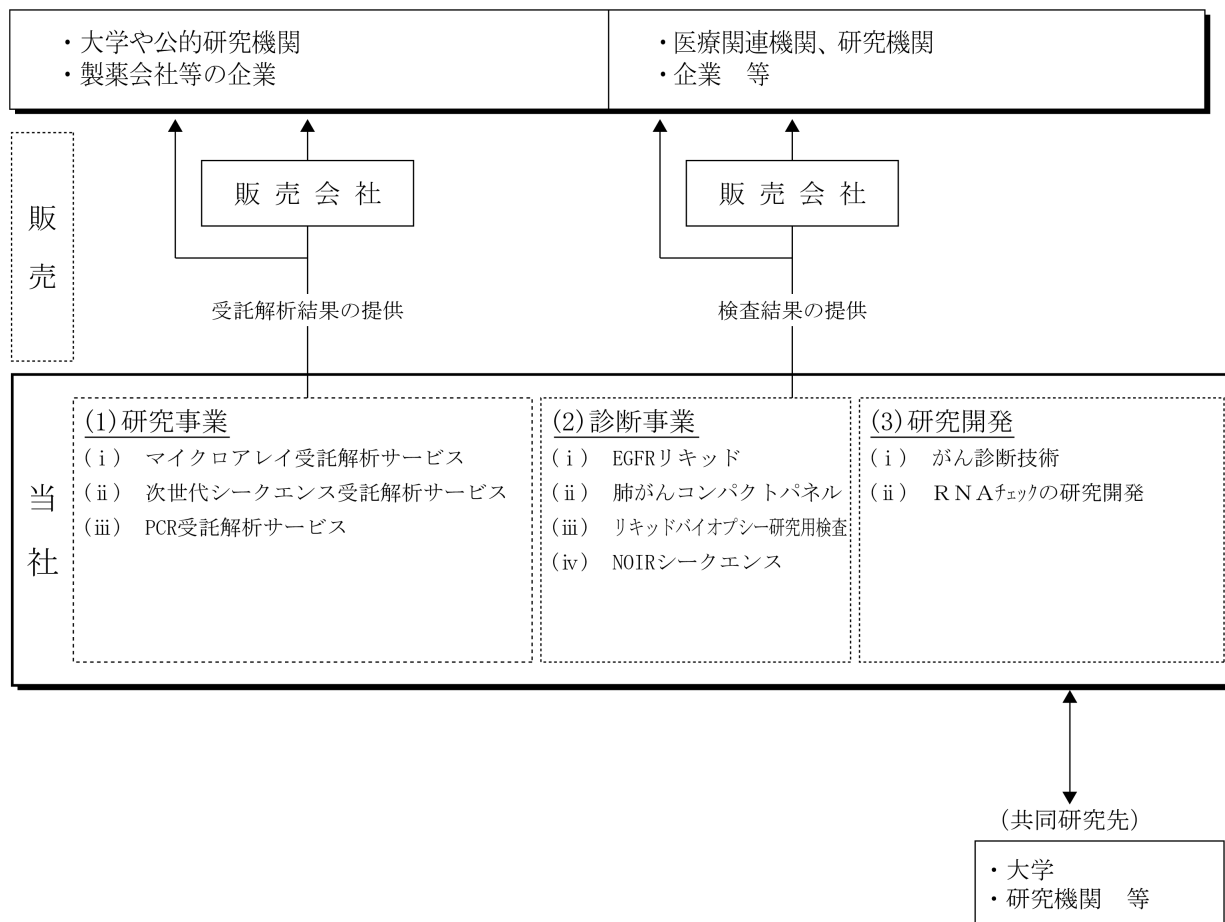 ・大学や公的研究機関
・製薬会社等の企業
・医療関連機関、研究機関
・企業　等
販売
販 売 会 社
販 売 会 社
受託解析結果の提供
検査結果の提供
当社
(1)研究事業
(ⅰ)　マイクロアレイ受託解析サービス
(ⅱ)　次世代シークエンス受託解析サービス
(ⅲ)　PCR受託解析サービス
(2)診断事業
(ⅰ)　EGFRリキッド
(ⅱ)　肺がんコンパクトパネル
(ⅲ)　リキッドバイオプシー研究用検査
(ⅳ)　NOIRシークエンス
(3)研究開発
(ⅰ)　がん診断技術
(ⅱ)　ＲＮＡﾁｪｯｸの研究開発
(共同研究先)
・大学
・研究機関　等